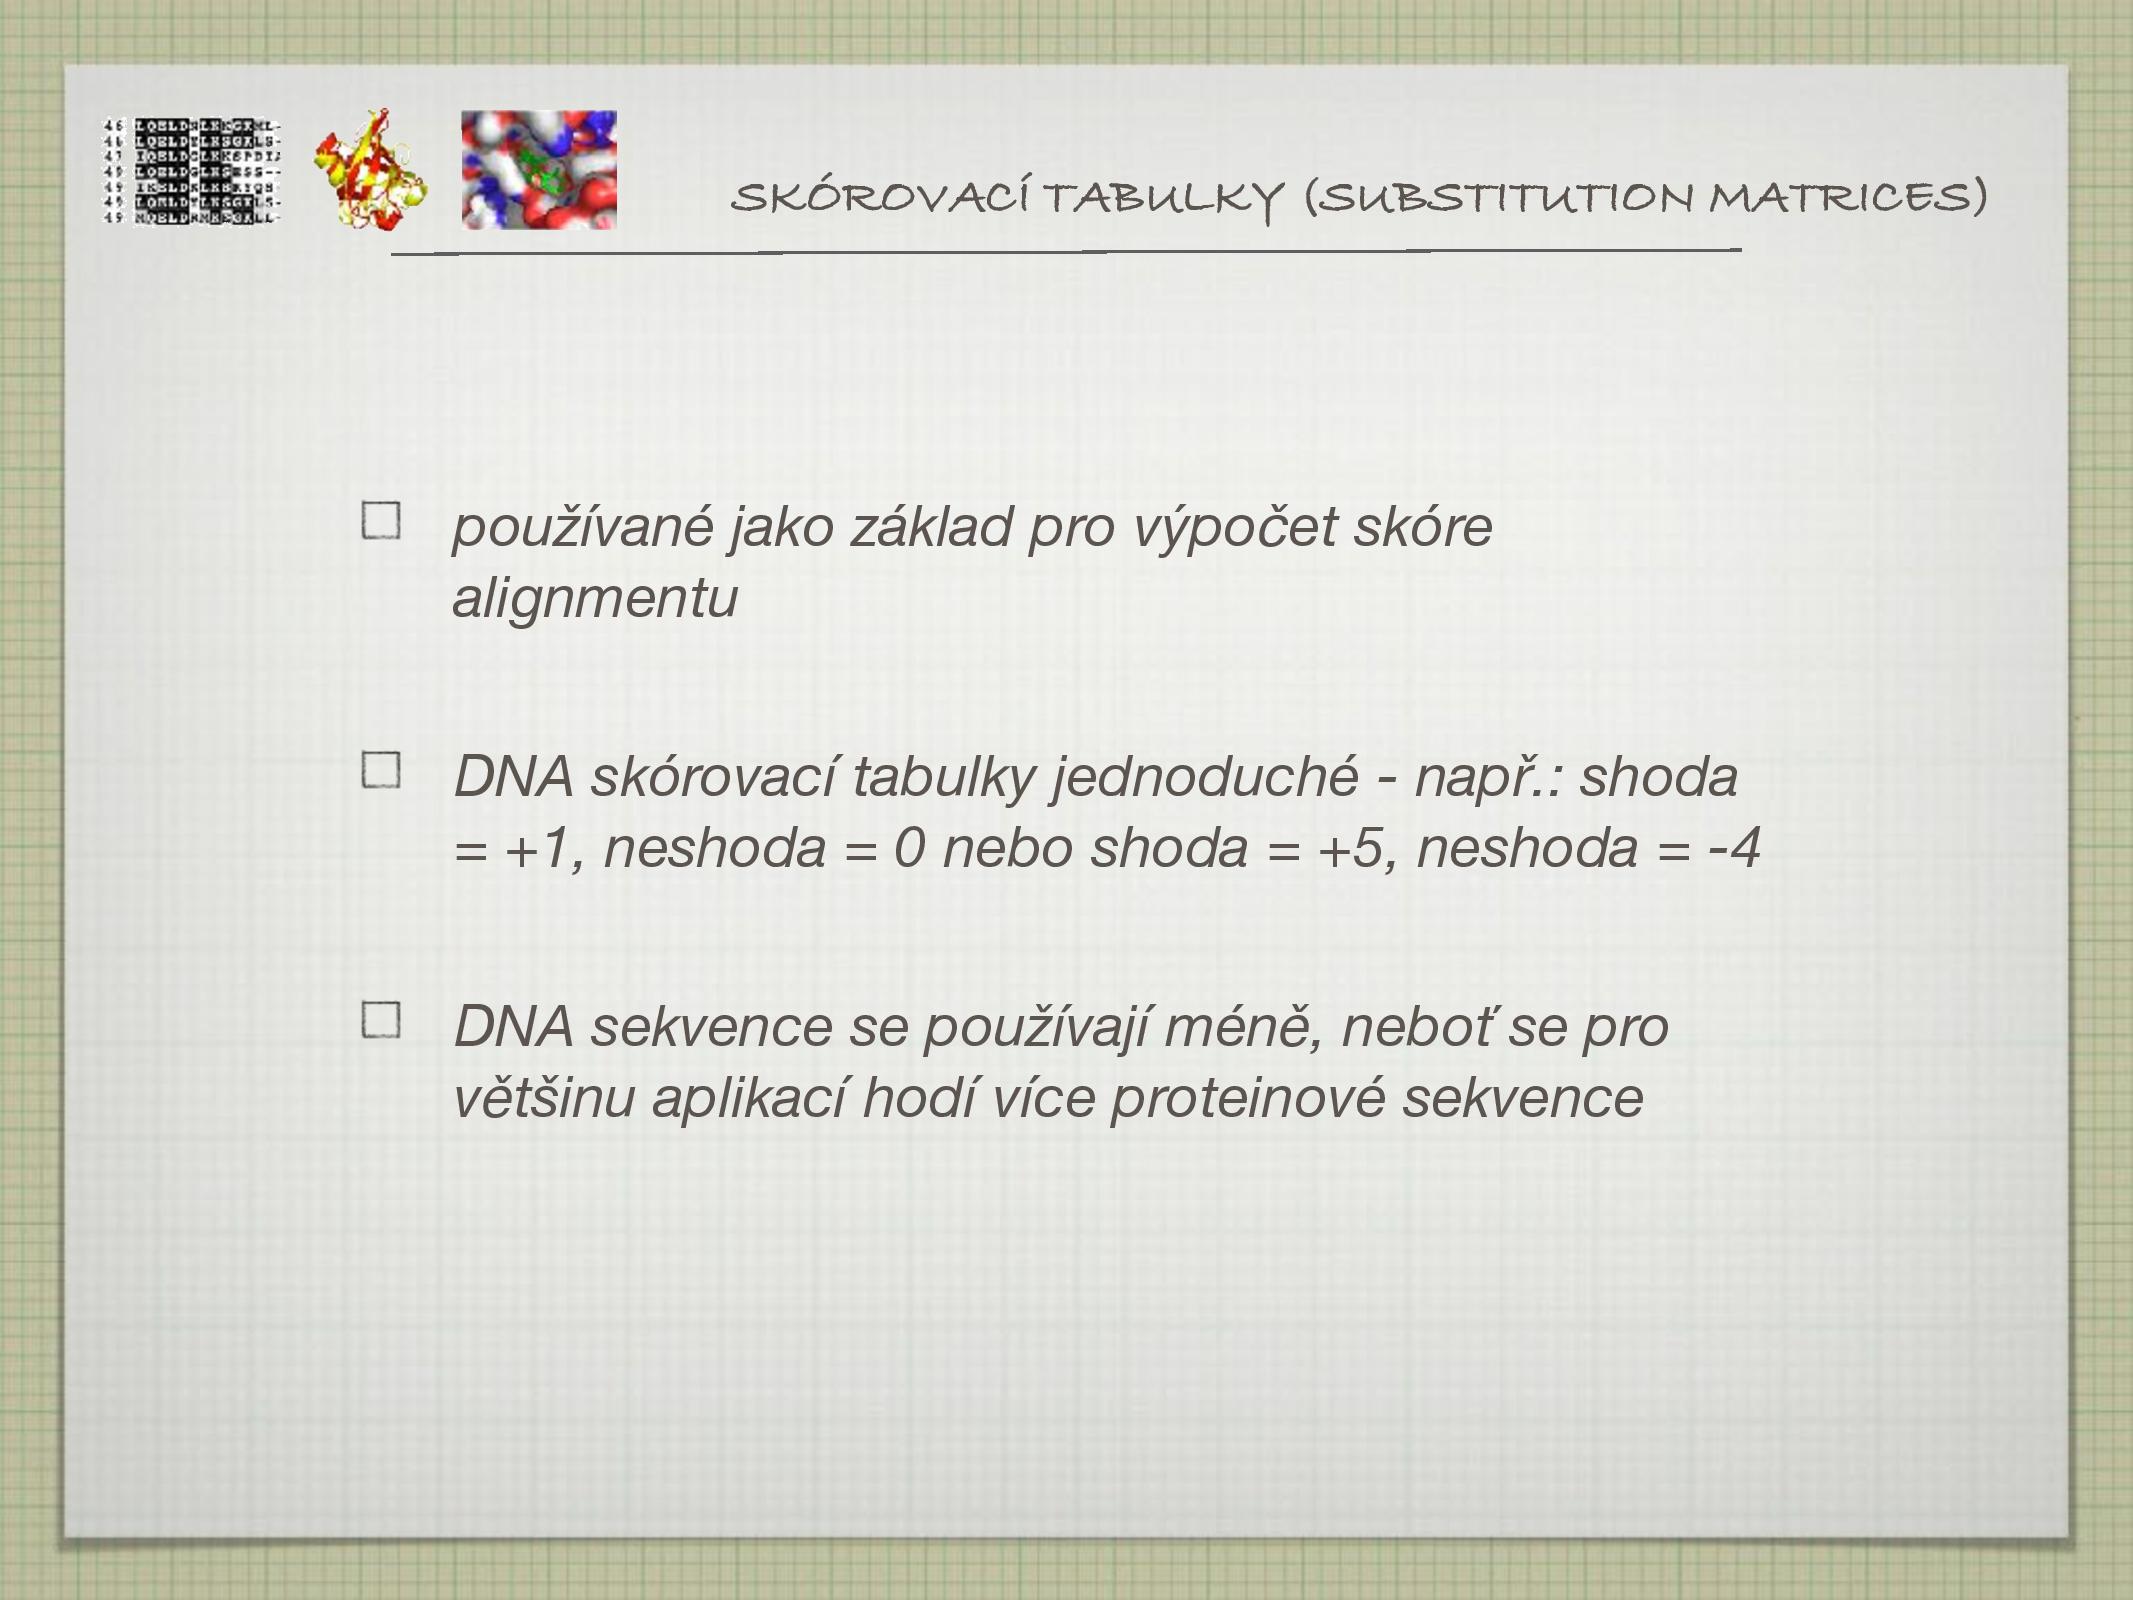 SKÓROVACÍ TABULKY (SUBSTITUTION MATRICES)
používané jako základ pro výpočet skóre
alignmentu
DNA skórovací tabulky jednoduché - např.: shoda
= +1, neshoda = 0 nebo shoda = +5, neshoda = -4
DNA sekvence se používají méně, neboť se pro
většinu aplikací hodí více proteinové sekvence